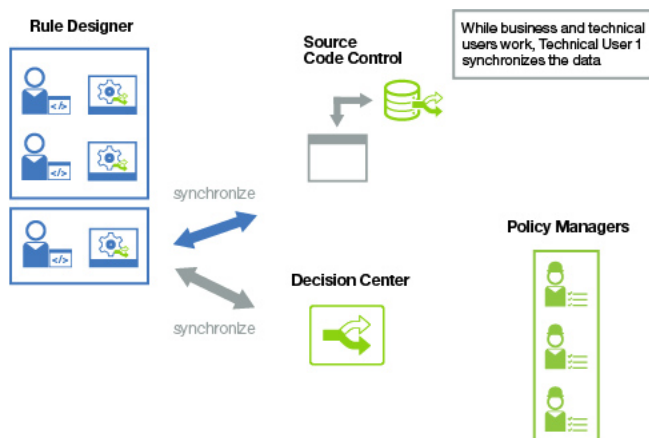 Rule Designer
Source
Code Control
While business and technical
users work, Technical User 1
synchronizes the data
</>
</>
synchronize
</>
Policy Managers
Decision Center
synchronize